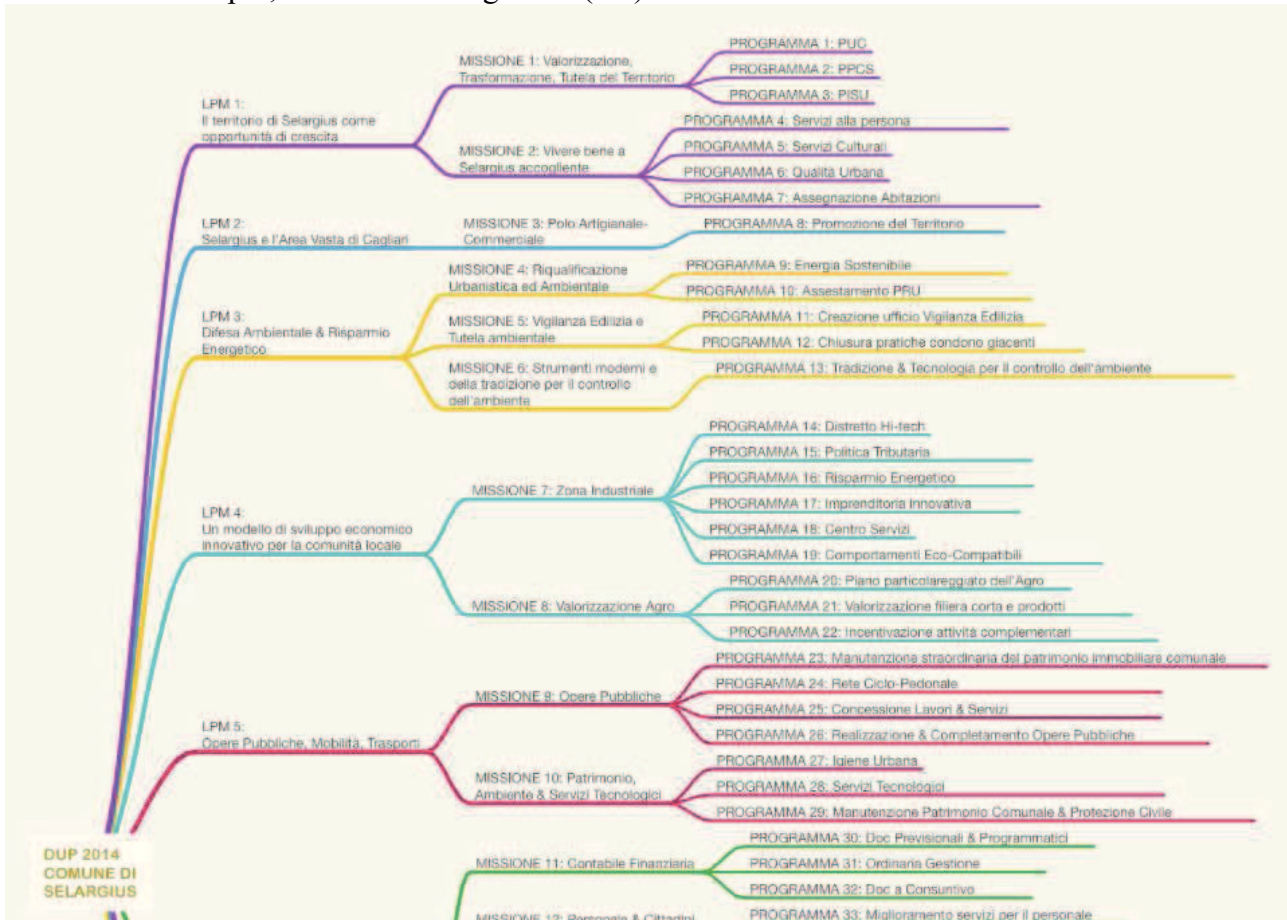 PROGRAMMA 1: PUC
MISSIONE 1: Valorizzazione,
Trasformazione, Tutela del Territorio
PROGRAMMA 2: PPCS
PROGRAMMA 3: PISU
LPM 1:
Il territorio di Selargius come
opportunità di crescita
PROGRAMMA 4: Servizi alla persona
MISSIONE 2: Vivere bene a
Selargius accogliente
PROGRAMMA 5: Servizi Culturali
PROGRAMMA 6: Qualità Urbana
PROGRAMMA 7: Assegnazione Abitazioni
LPM 2:
Selargius e l'Area Vasta di Cagliari
MISSIONE 3: Polo Artigianale-
Commerciale
PROGRAMMA 8: Promozione del Territorio
LPM 3:
Difesa Ambientale & Risparmio
Energetico
MISSIONE 4: Riqualificazione
Urbanistica ed Ambientale
PROGRAMMA 9: Energia Sostenibile
PROGRAMMA 10: Assestamento PRU
MISSIONE 5: Vigilanza Edilizia e
Tutela ambientale
PROGRAMMA 11: Creazione ufficio Vigilanza Edilizia
PROGRAMMA 12: Chiusura pratiche condono giacenti
MISSIONE 6: Strumenti moderni e
della tradizione per il controllo
dell'ambiente
PROGRAMMA 13: Tradizione & Tecnologia per il controllo dell'ambiente
LPM 4:
Un modello di sviluppo economico
innovativo per la comunità locale
MISSIONE 7: Zona Industriale
PROGRAMMA 14: Distretto Hi-tech
PROGRAMMA 15: Politica Tributaria
PROGRAMMA 16: Risparmio Energetico
PROGRAMMA 17: Imprenditoria innovativa
PROGRAMMA 18: Centro Servizi
PROGRAMMA 19: Comportamenti Eco-Compatibili
MISSIONE 8: Valorizzazione Agro
PROGRAMMA 20: Piano particolareggiato dell'Agro
PROGRAMMA 21: Valorizzazione filiera corta e prodotti
PROGRAMMA 22: Incentivazione attività complementari
LPM 5:
Opere Pubbliche, Mobilità, Trasporti
MISSIONE 9: Opere Pubbliche
PROGRAMMA 23: Manutenzione straordinaria del patrimonio immobiliare comunale
PROGRAMMA 24: Rete Ciclo-Pedonale
PROGRAMMA 25: Concessione Lavori & Servizi
PROGRAMMA 26: Realizzazione & Completamento Opere Pubbliche
MISSIONE 10: Patrimonio,
Ambiente & Servizi Tecnologici
PROGRAMMA 27: Igiene Urbana
PROGRAMMA 28: Servizi Tecnologici
PROGRAMMA 29: Manutenzione Patrimonio Comunale & Protezione Civile
DUP 2014
COMUNE DI
SELARGIUS
MISSIONE 11: Contabile Finanziaria
PROGRAMMA 30: Doc Previsionali & Programmatici
PROGRAMMA 31: Ordinaria Gestione
PROGRAMMA 32: Doc a Consuntivo
MISSIONE 12: Personale & Cittadini
PROGRAMMA 33: Miglioramento servizi per il personale